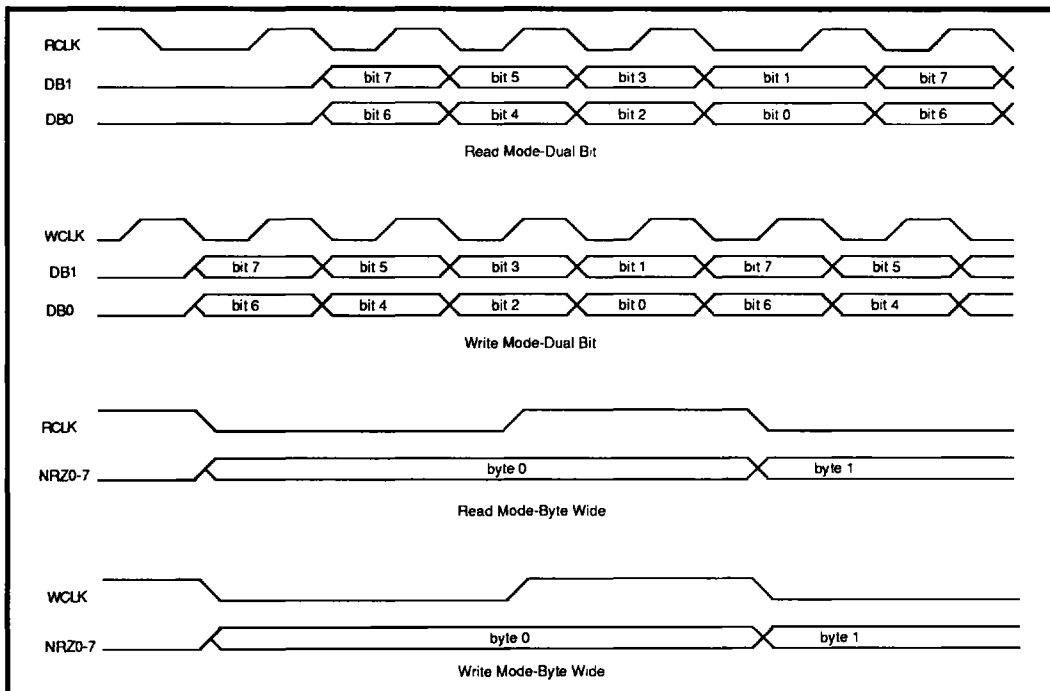 RCLK
DB1 bit 7 bit 5 bit 3 bit 1 bit 7
DB0 bit 6 bit 4 bit 2 bit 0 bit 6
Read Mode-Dual Bit
WCLK
DB1 bit 7 bit 5 bit 3 bit 1 bit 7 bit 5
DB0 bit 6 bit 4 bit 2 bit 0 bit 6 bit 4
Write Mode-Dual Bit
RCLK
NRZ0-7 byte 0 byte 1
Read Mode-Byte Wide
WCLK
NRZ0-7 byte 0 byte 1
Write Mode-Byte Wide